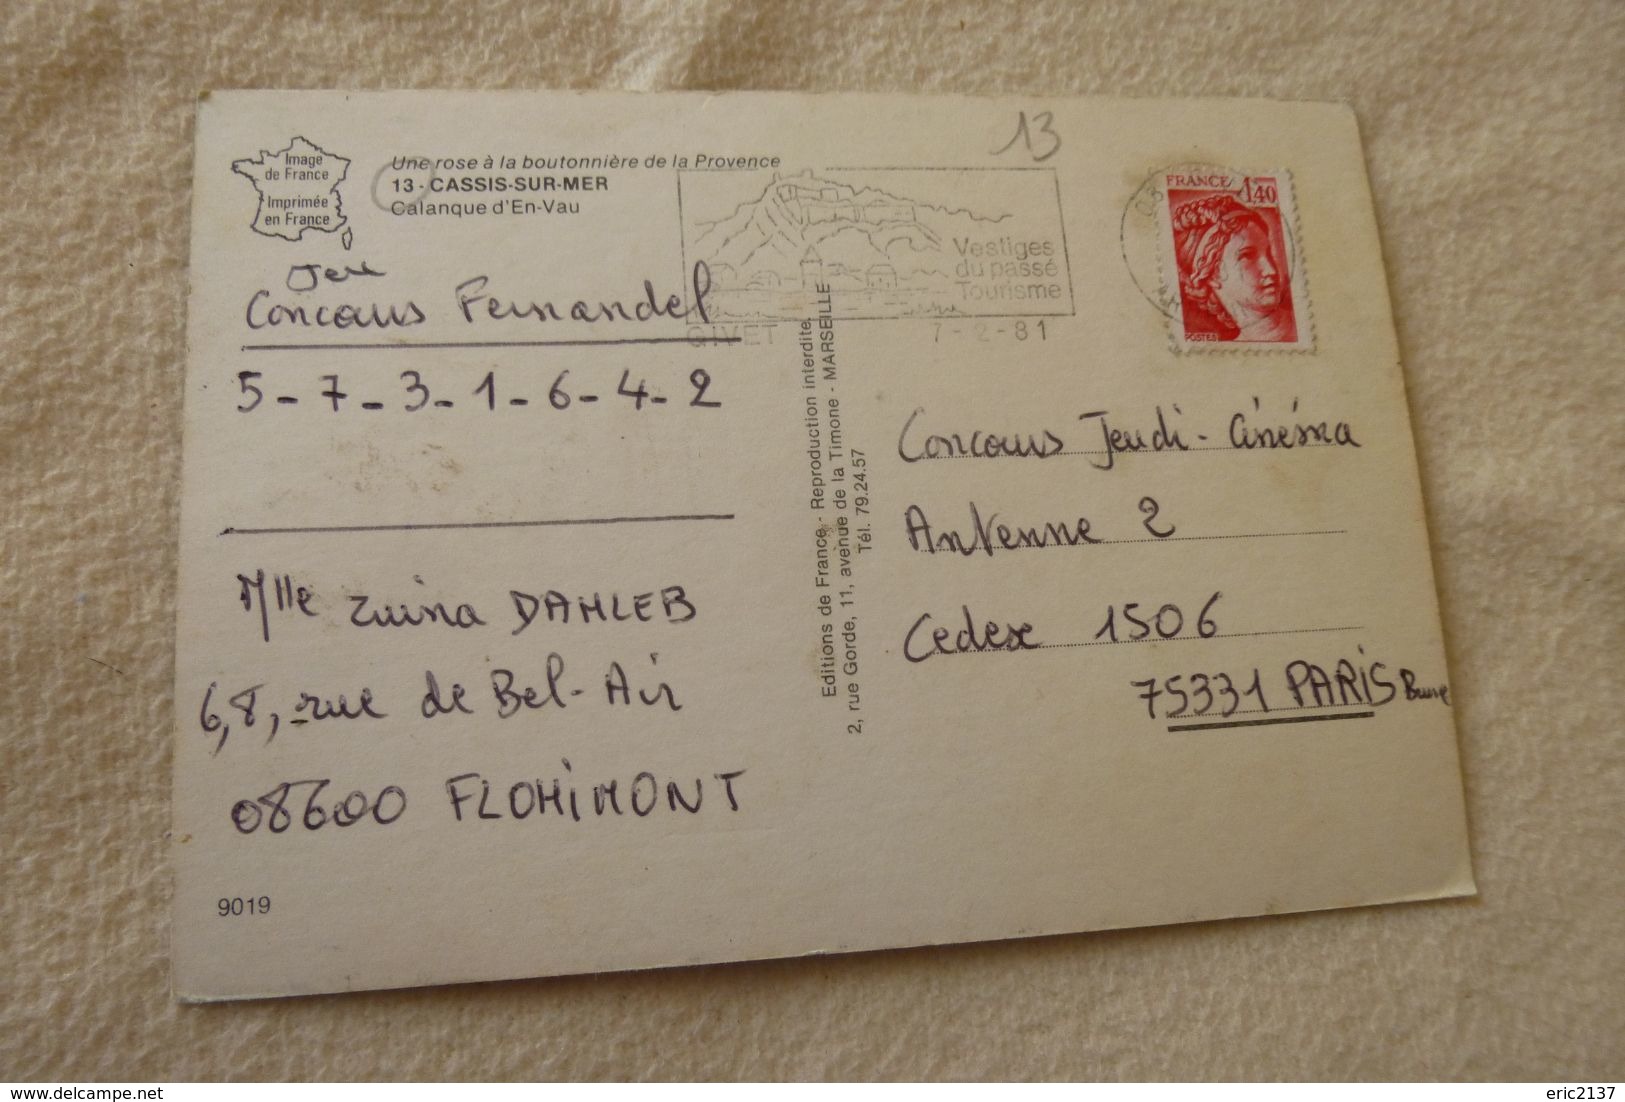 13
Image
de France
Imprimée
en France
Une rose à la boutonnière de la Provence
13 - CASSIS-SUR-MER
Calanque d'En-Vau
Vestiges
du passé
Tourisme
GIVET 7-2-81
08
FRANCE 1,40
POSTES
Jeu
Concours Fernandel
5-7-3-1-6-4-2
Mlle DAHLEB
6,8, rue de Bel-Air
08600 FLOHIMONT
9019
Editions de France - Reproduction interdite.
2, rue Gorde, 11, avenue de la Timone - MARSEILLE
Tél. 79.24.57
Concours Jeudi-Cinéma
Antenne 2
Cedex 1506
75331 PARIS Brune
delcampe.net
eric2137